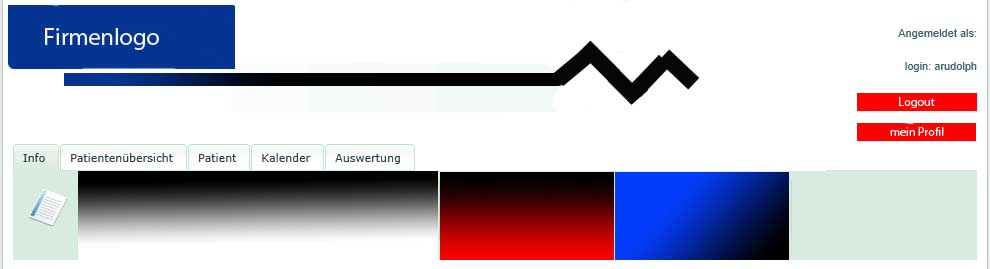 Firmenlogo
Angemeldet als:
login: arudolph
Logout
mein Profil
Info
Patientenübersicht
Patient
Kalender
Auswertung